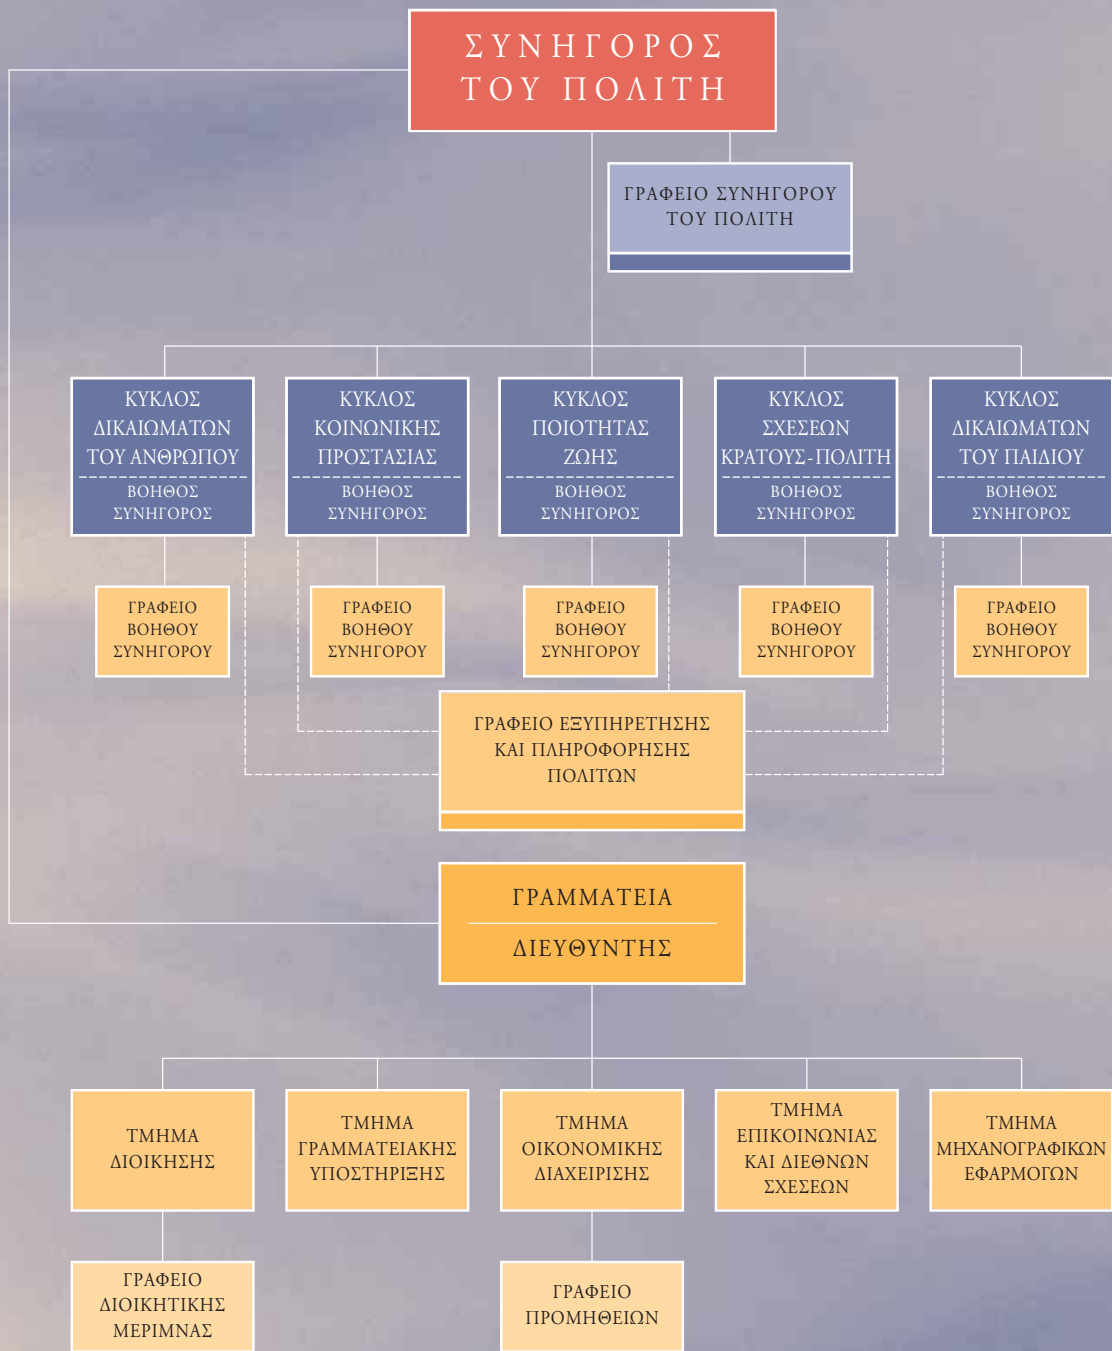 ΣΥΝΗΓΟΡΟΣ
ΤΟΥ ΠΟΛΙΤΗ
ΓΡΑΦΕΙΟ ΣΥΝΗΓΟΡΟΥ
ΤΟΥ ΠΟΛΙΤΗ
ΚΥΚΛΟΣ
ΔΙΚΑΙΩΜΑΤΩΝ
ΤΟΥ ΑΝΘΡΩΠΟΥ
ΒΟΗΘΟΣ
ΣΥΝΗΓΟΡΟΣ
ΚΥΚΛΟΣ
ΚΟΙΝΩΝΙΚΗΣ
ΠΡΟΣΤΑΣΙΑΣ
ΒΟΗΘΟΣ
ΣΥΝΗΓΟΡΟΣ
ΚΥΚΛΟΣ
ΠΟΙΟΤΗΤΑΣ
ΖΩΗΣ
ΒΟΗΘΟΣ
ΣΥΝΗΓΟΡΟΣ
ΚΥΚΛΟΣ
ΣΧΕΣΕΩΝ
ΚΡΑΤΟΥΣ-ΠΟΛΙΤΗ
ΒΟΗΘΟΣ
ΣΥΝΗΓΟΡΟΣ
ΚΥΚΛΟΣ
ΔΙΚΑΙΩΜΑΤΩΝ
ΤΟΥ ΠΑΙΔΙΟΥ
ΒΟΗΘΟΣ
ΣΥΝΗΓΟΡΟΣ
ΓΡΑΦΕΙΟ
ΒΟΗΘΟΥ
ΣΥΝΗΓΟΡΟΥ
ΓΡΑΦΕΙΟ
ΒΟΗΘΟΥ
ΣΥΝΗΓΟΡΟΥ
ΓΡΑΦΕΙΟ
ΒΟΗΘΟΥ
ΣΥΝΗΓΟΡΟΥ
ΓΡΑΦΕΙΟ
ΒΟΗΘΟΥ
ΣΥΝΗΓΟΡΟΥ
ΓΡΑΦΕΙΟ
ΒΟΗΘΟΥ
ΣΥΝΗΓΟΡΟΥ
ΓΡΑΦΕΙΟ ΕΞΥΠΗΡΕΤΗΣΗΣ
ΚΑΙ ΠΛΗΡΟΦΟΡΗΣΗΣ
ΠΟΛΙΤΩΝ
ΓΡΑΜΜΑΤΕΙΑ
ΔΙΕΥΘΥΝΤΗΣ
ΤΜΗΜΑ
ΔΙΟΙΚΗΣΗΣ
ΤΜΗΜΑ
ΓΡΑΜΜΑΤΕΙΑΚΗΣ
ΥΠΟΣΤΗΡΙΞΗΣ
ΤΜΗΜΑ
ΟΙΚΟΝΟΜΙΚΗΣ
ΔΙΑΧΕΙΡΙΣΗΣ
ΤΜΗΜΑ
ΕΠΙΚΟΙΝΩΝΙΑΣ
ΚΑΙ ΔΙΕΘΝΩΝ
ΣΧΕΣΕΩΝ
ΤΜΗΜΑ
ΜΗΧΑΝΟΓΡΑΦΙΚΩΝ
ΕΦΑΡΜΟΓΩΝ
ΓΡΑΦΕΙΟ
ΔΙΟΙΚΗΤΙΚΗΣ
ΜΕΡΙΜΝΑΣ
ΓΡΑΦΕΙΟ
ΠΡΟΜΗΘΕΙΩΝ